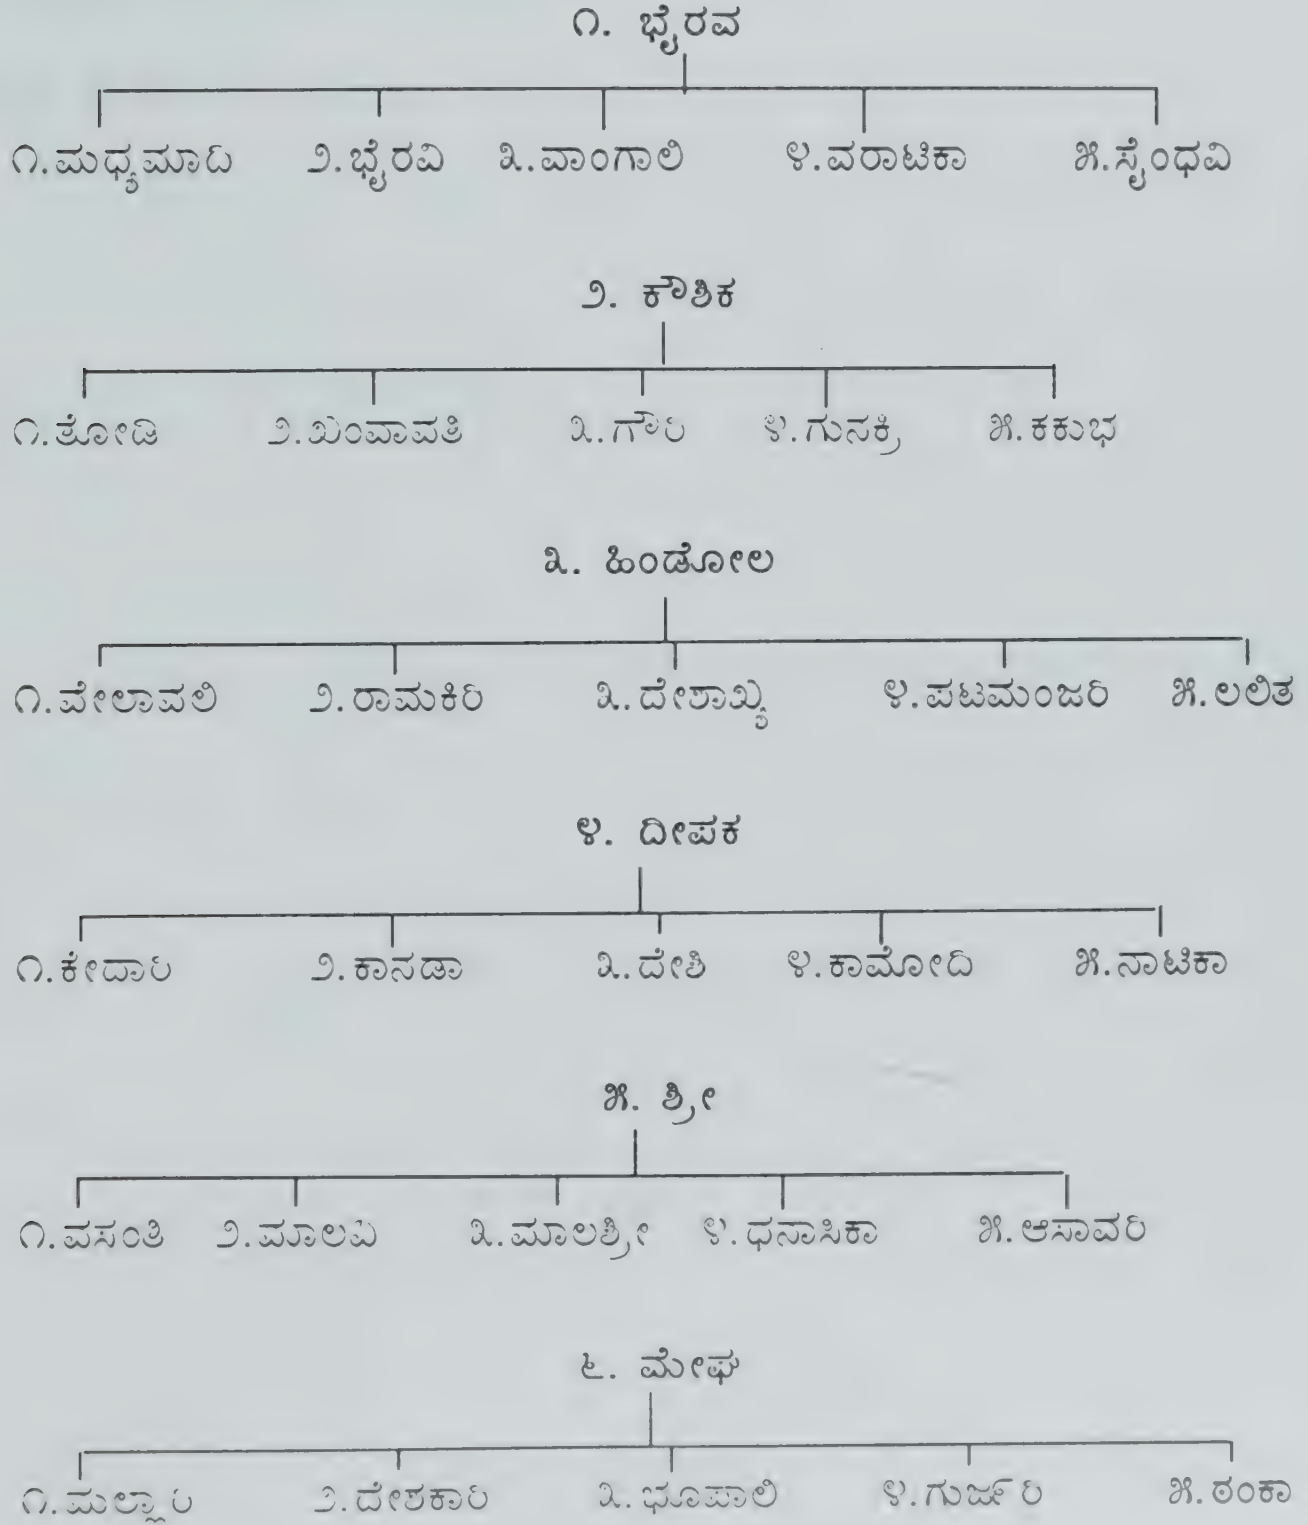 ೧. ಭೈರವ
೧.ಮಧ್ಯಮಾದಿ ೨.ಭೈರವಿ ೩.ವಾಂಗಾಲಿ ೪.ವರಾಟಿಕಾ ೫.ಸೈಂಧವಿ
೨. ಕೌಶಿಕ
೧.ತೋಡಿ ೨.ಖಂವಾವತಿ ೩.ಗೌರಿ ೪.ಗುನಕ್ರಿ ೫.ಕಕುಭ
೩. ಹಿಂಡೋಲ
೧.ವೇಲಾವಲಿ ೨.ರಾಮಕಿರಿ ೩.ದೇಶಾಖ್ಯ ೪.ಪಟಮಂಜರಿ ೫.ಲಲಿತ
೪. ದೀಪಕ
೧.ಕೇದಾರಿ ೨.ಕಾನಡಾ ೩.ದೇಶಿ ೪.ಕಾಮೋದಿ ೫.ನಾಟಿಕಾ
೫. ಶ್ರೀ
೧.ವಸಂತಿ ೨.ಮಾಲವಿ ೩.ಮಾಲಶ್ರೀ ೪.ಧನಾಸಿಕಾ ೫.ಆಸಾವರಿ
೬. ಮೇಘ
೧.ಮಲ್ಲಾರಿ ೨.ದೇಶಕಾರಿ ೩.ಭೂಪಾಲಿ ೪.ಗುರ್ಜರಿ ೫.ಠಂಕಾ